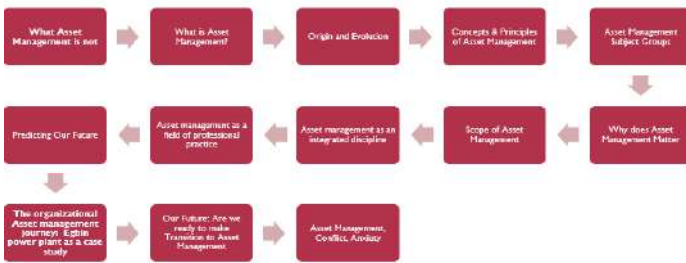 What Asset
Management is not
What is Asset
Management?
Origin and Evolution
Concepts & Principles
of Asset Management
Asset Management
Subject Groups
Why does Asset
Management Matter
Scope of Asset
Management
Asset management as an
integrated discipline
Asset management as a
field of professional
practice
Predicting Our Future
The organizational
Asset management
journey: Egbin
power plant as a case
study
Our Future: Are we
ready to make
Transition to Asset
Management
Asset Management,
Conflict, Anxiuty